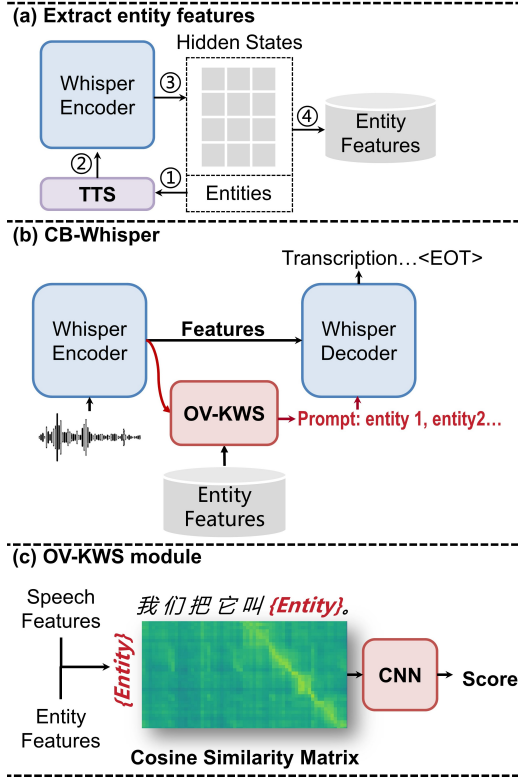 (a) Extract entity features
Hidden States
Whisper
Encoder
③
④
Entity
Features
②
①
TTS
Entities
(b) CB-Whisper
Transcription…<EOT>
Whisper
Encoder
Features
Whisper
Decoder
OV-KWS
Prompt: entity 1, entity2…
Entity
Features
(c) OV-KWS module
Speech
Features
我们把它叫{Entity}。
{Entity}
CNN
Score
Entity
Features
Cosine Similarity Matrix